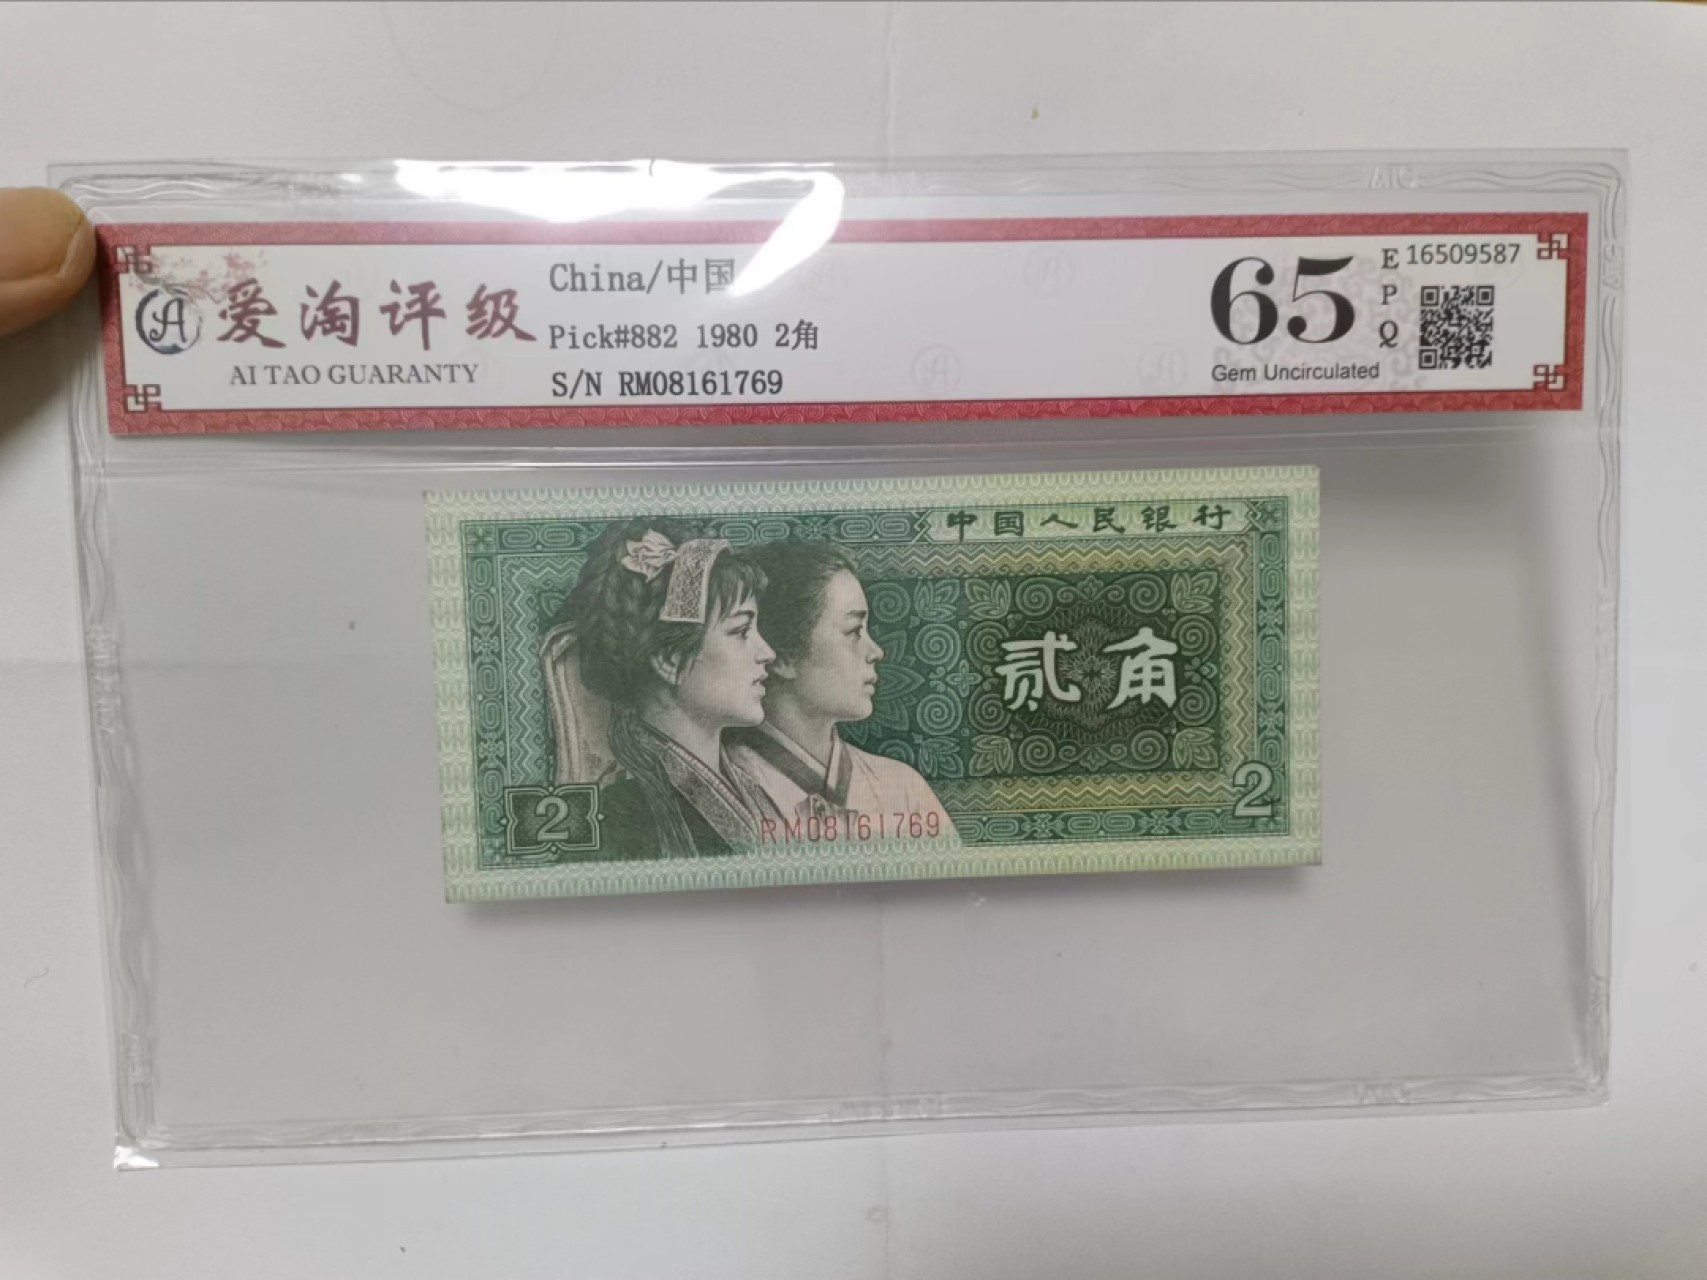 爱淘评级
AI TAO GUARANTY
China/中国
Pick#882 1980 2角
S/N RM08161769
65
EPQ
Gem Uncirculated
16509587
中国人民银行
贰角
2
2
RM08161769